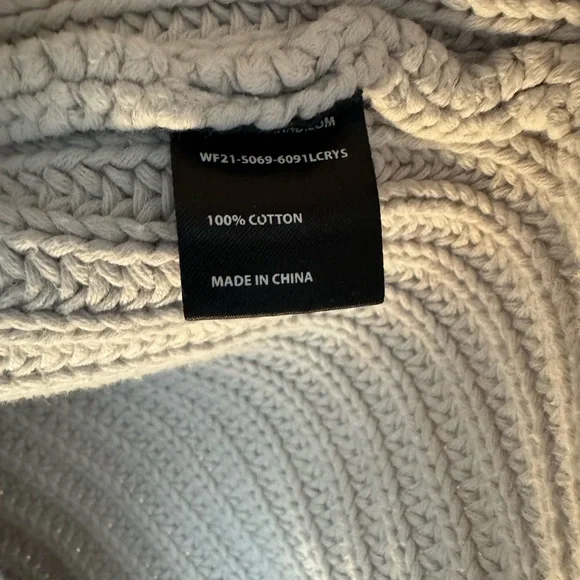 WF21-S069-6091LCRYS
100% COTTON
MADE IN CHINA